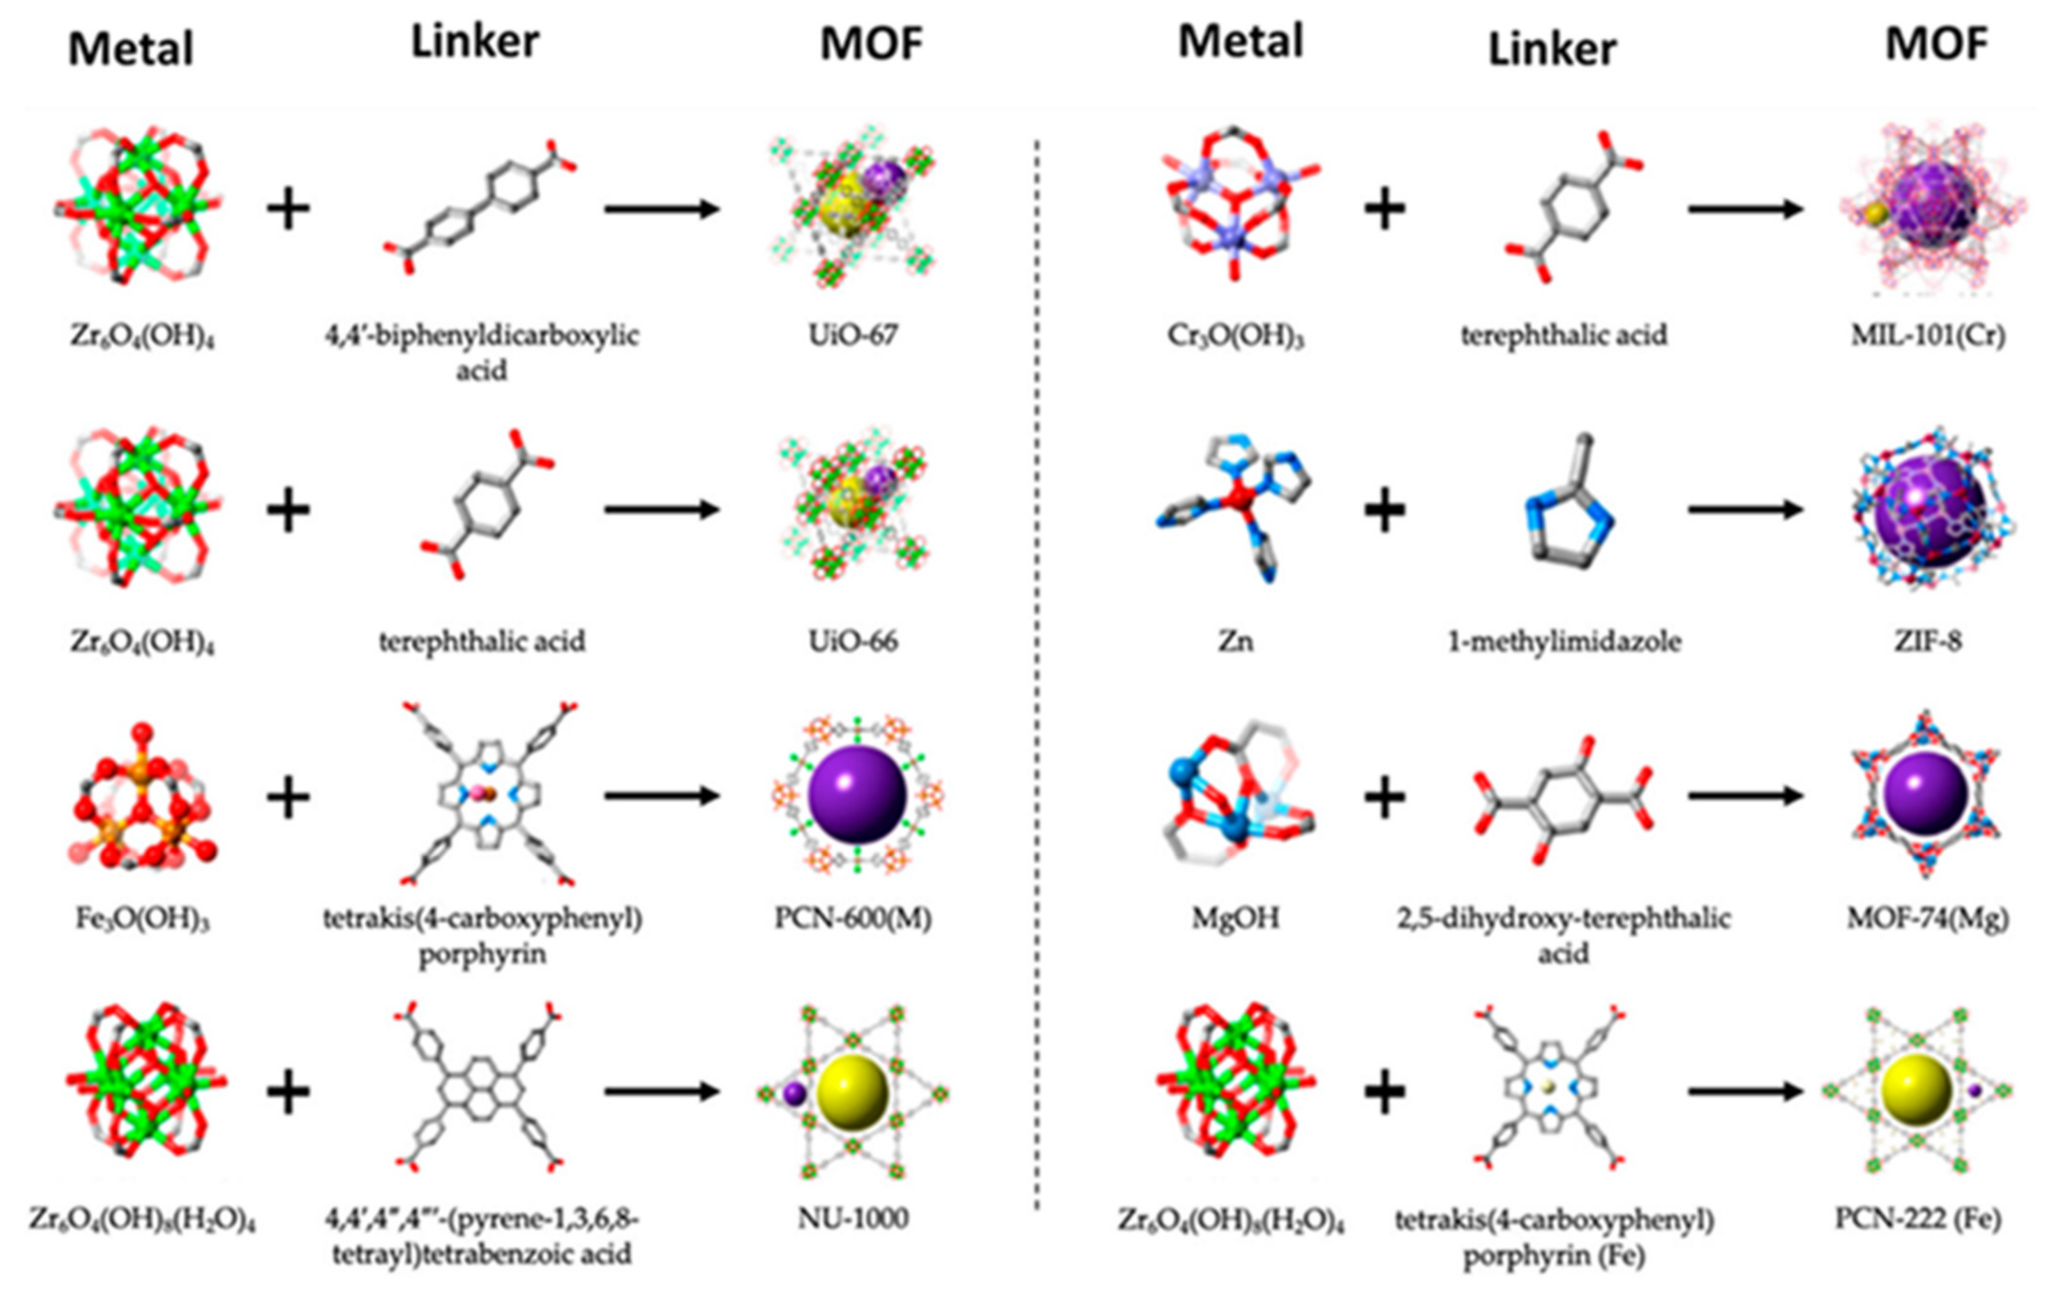 Metal Linker MOF Metal Linker MOF
Zr₆O₄(OH)₄ 4,4′-biphenyldicarboxylic UiO-67 Cr₃O(OH)₃ terephthalic acid MIL-101(Cr)
acid
Zr₆O₄(OH)₄ terephthalic acid UiO-66 Zn 1-methylimidazole ZIF-8
Fe₃O(OH)₃ tetrakis(4-carboxyphenyl) PCN-600(M) MgOH 2,5-dihydroxy-terephthalic MOF-74(Mg)
porphyrin acid
Zr₆O₄(OH)₈(H₂O)₄ 4,4′,4″,4‴-(pyrene-1,3,6,8- NU-1000 Zr₆O₄(OH)₈(H₂O)₄ tetrakis(4-carboxyphenyl) PCN-222 (Fe)
tetrayl)tetrabenzoic acid porphyrin (Fe)